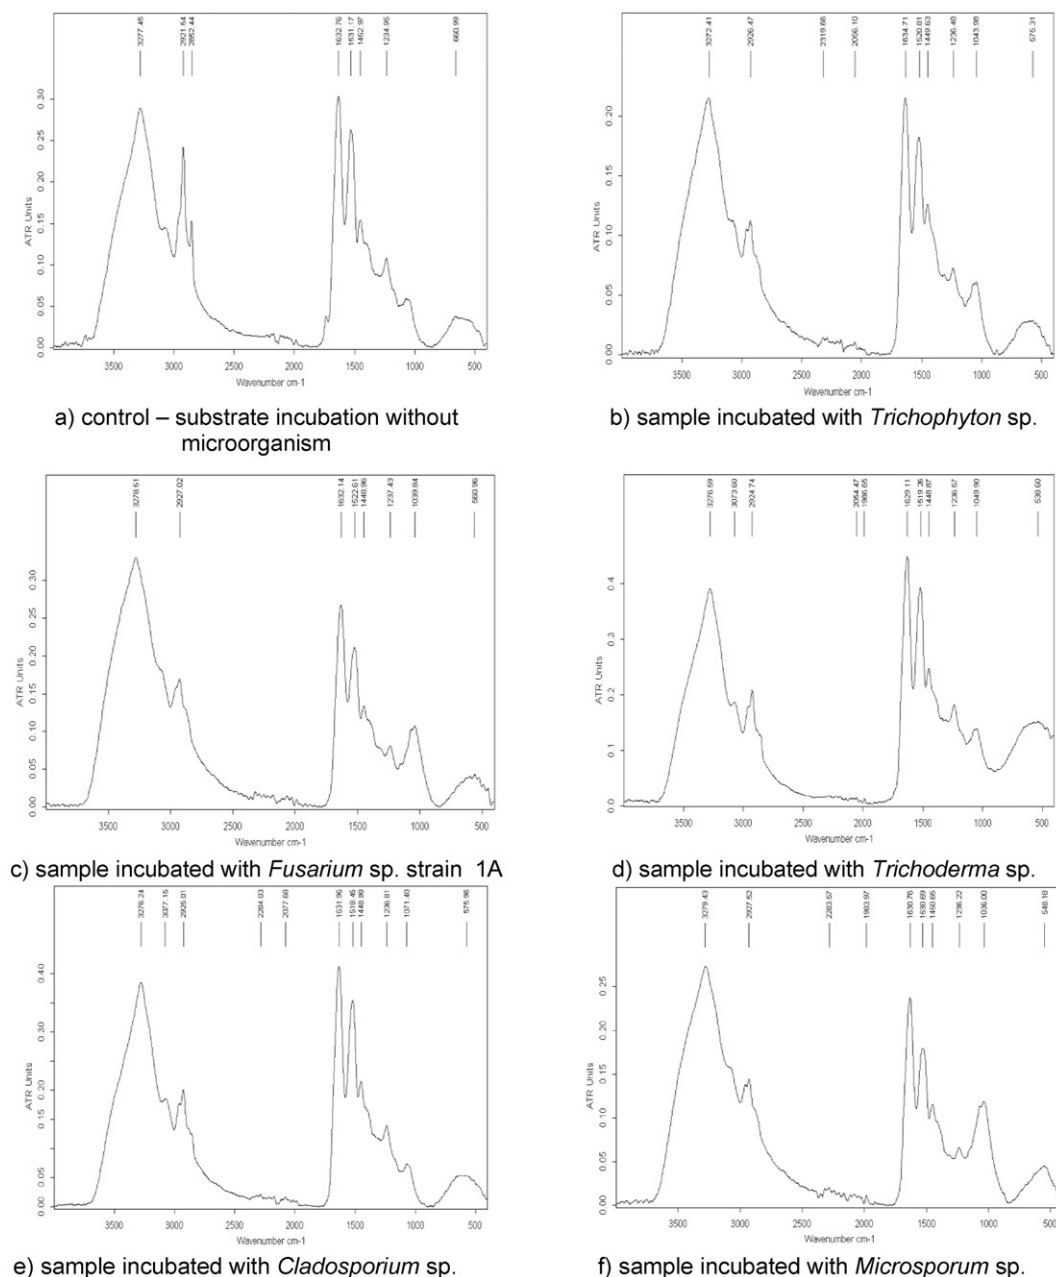 3277.45 2921.54 2852.44 1632.76 1531.17 1452.97 1234.95 660.99
ATR Units
0.30
0.25
0.20
0.15
0.10
0.05
0.00
3500 3000 2500 2000 1500 1000 500
Wavenumber cm-1
a) control – substrate incubation without
microorganism
3272.41 2926.47 2319.66 2056.10 1634.71 1520.81 1449.63 1236.48 1043.98 575.31
ATR Units
0.20
0.15
0.10
0.05
0.00
3500 3000 2500 2000 1500 1000 500
Wavenumber cm-1
b) sample incubated with Trichophyton sp.
3278.51 2927.02 1632.14 1522.61 1448.96 1237.43 1039.84 560.96
ATR Units
0.30
0.25
0.20
0.15
0.10
0.05
0.00
3500 3000 2500 2000 1500 1000 500
Wavenumber cm-1
c) sample incubated with Fusarium sp. strain 1A
3276.59 3073.60 2924.74 2054.47 1986.65 1629.11 1519.26 1448.87 1236.57 1049.90 538.60
ATR Units
0.4
0.3
0.2
0.1
0.0
3500 3000 2500 2000 1500 1000 500
Wavenumber cm-1
d) sample incubated with Trichoderma sp.
3276.24 3077.15 2925.01 2284.03 2077.68 1631.96 1518.45 1448.98 1236.81 1071.40 575.96
ATR Units
0.40
0.30
0.20
0.15
0.10
0.05
0.00
3500 3000 2500 2000 1500 1000 500
Wavenumber cm-1
e) sample incubated with Cladosporium sp.
3279.43 2927.52 2283.57 1983.97 1630.76 1530.69 1450.65 1236.22 1036.00 548.18
ATR Units
0.25
0.20
0.15
0.10
0.05
0.00
3500 3000 2500 2000 1500 1000 500
Wavenumber cm-1
f) sample incubated with Microsporum sp.